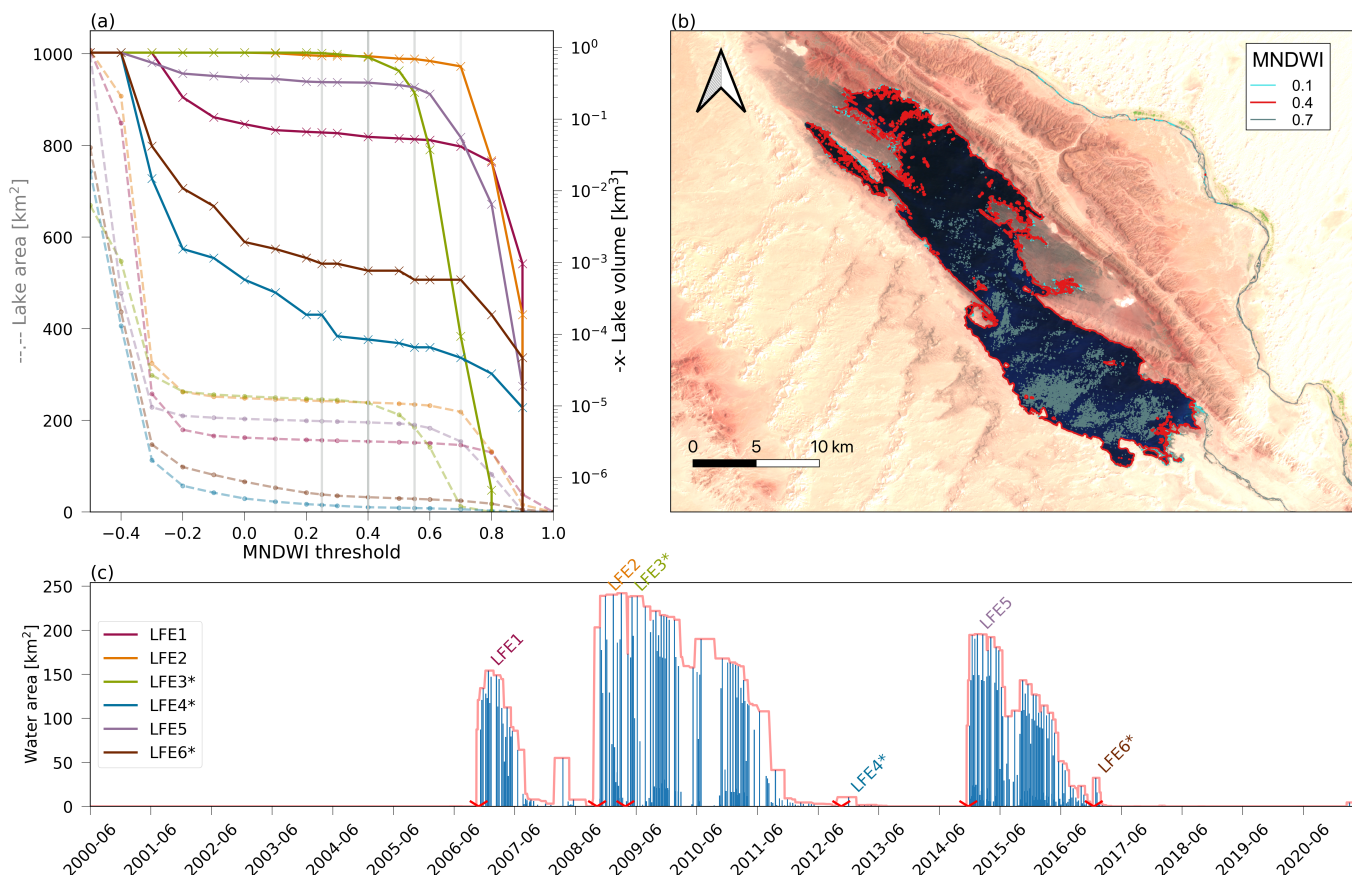 (a)
1000
800
600
400
200
0
--.-- Lake area [km²]
10⁰
10⁻¹
10⁻²
10⁻³
10⁻⁴
10⁻⁵
10⁻⁶
-x- Lake volume [km³]
−0.4 −0.2 0.0 0.2 0.4 0.6 0.8 1.0
MNDWI threshold
(b)
MNDWI
0.1
0.4
0.7
0 5 10 km
(c)
250
200
150
100
50
0
Water area [km²]
LFE1
LFE2
LFE3*
LFE4*
LFE5
LFE6*
LFE1
LFE2
LFE3*
LFE4*
LFE5
LFE6*
2000-06 2001-06 2002-06 2003-06 2004-06 2005-06 2006-06 2007-06 2008-06 2009-06 2010-06 2011-06 2012-06 2013-06 2014-06 2015-06 2016-06 2017-06 2018-06 2019-06 2020-06